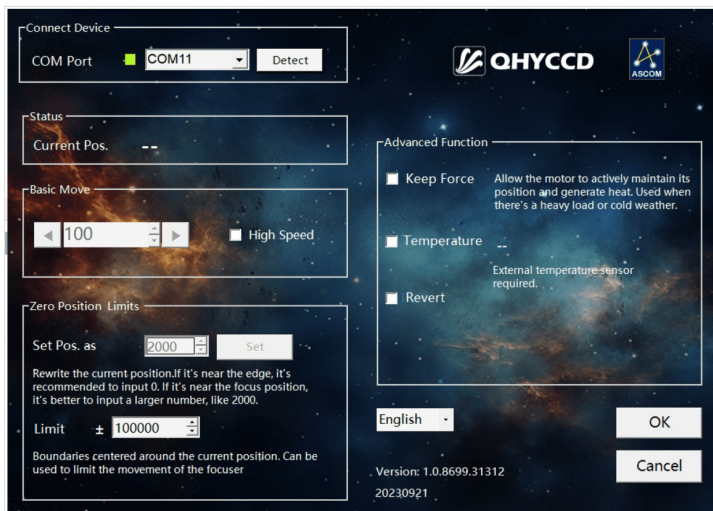 Connect Device
COM Port COM11 Detect
QHYCCD
ASCOM
Status
Current Pos. --
Basic Move
100 High Speed
Zero Position Limits
Set Pos. as 2000 Set
Rewrite the current position.If it's near the edge, it's
recommended to input 0. If it's near the focus position,
it's better to input a larger number, like 2000.
Limit ± 100000
Boundaries centered around the current position. Can be
used to limit the movement of the focuser
Advanced Function
Keep Force
Allow the motor to actively maintain its
position and generate heat. Used when
there's a heavy load or cold weather.
Temperature --
External temperature sensor
required.
Revert
English
OK
Version: 1.0.8699.31312
Cancel
20230921